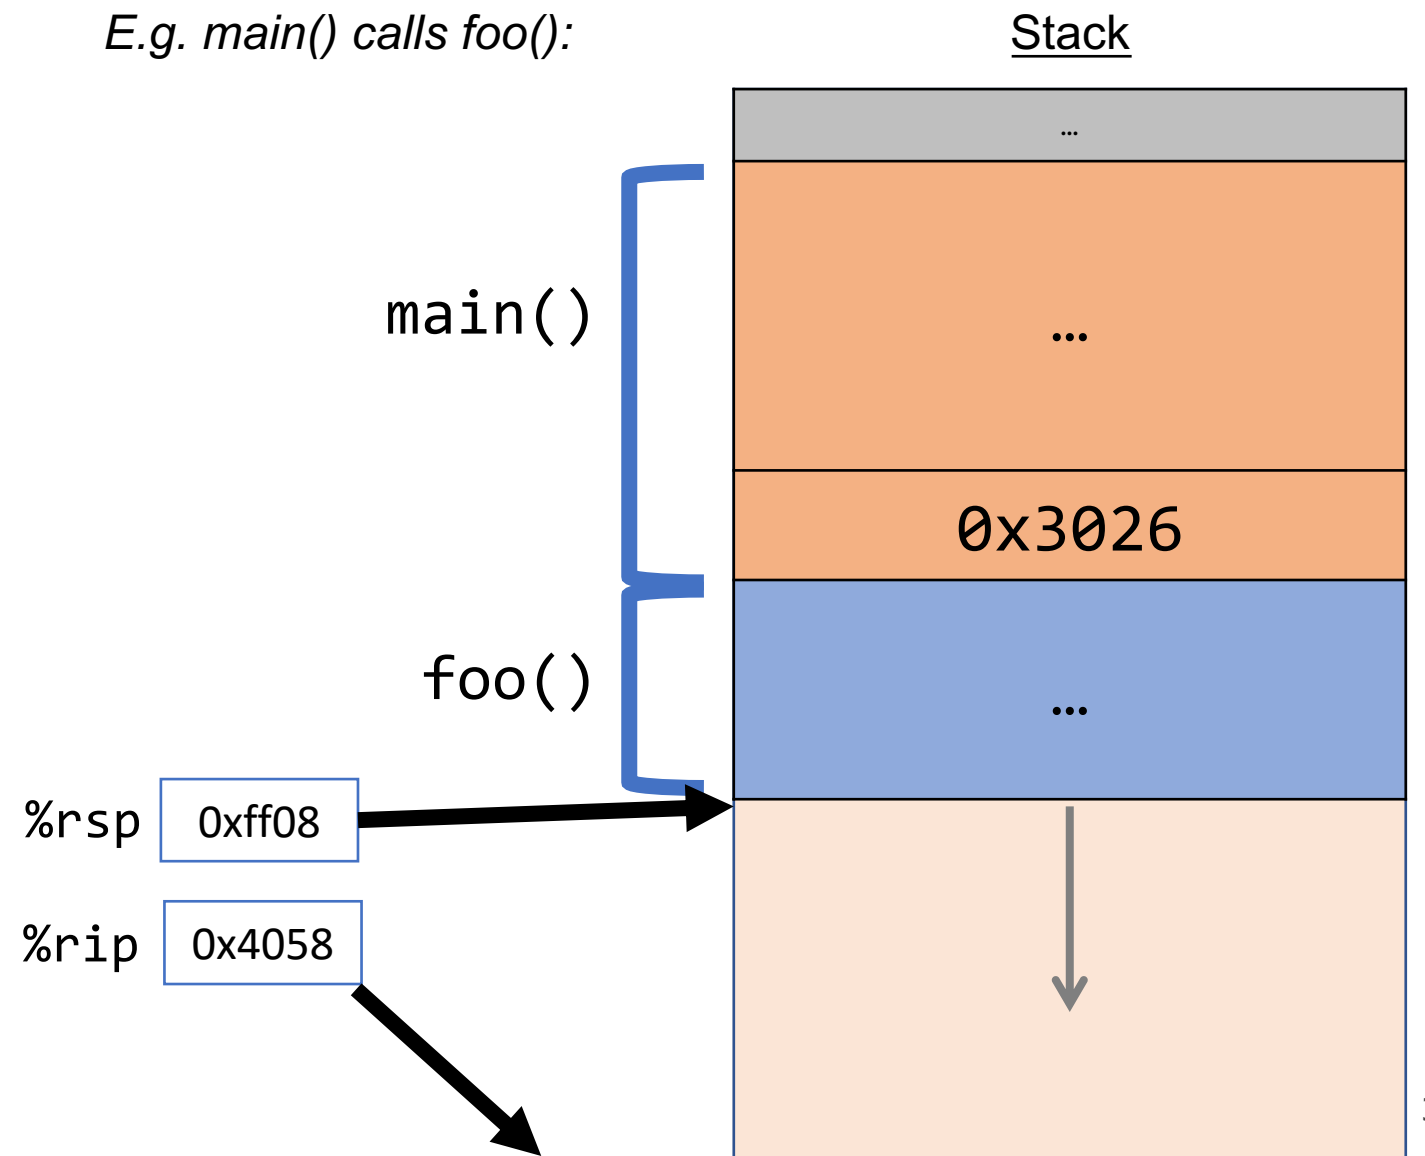 E.g. main() calls foo():
Stack
…
main()
…
0x3026
foo()
…
%rsp 0xff08
%rip 0x4058